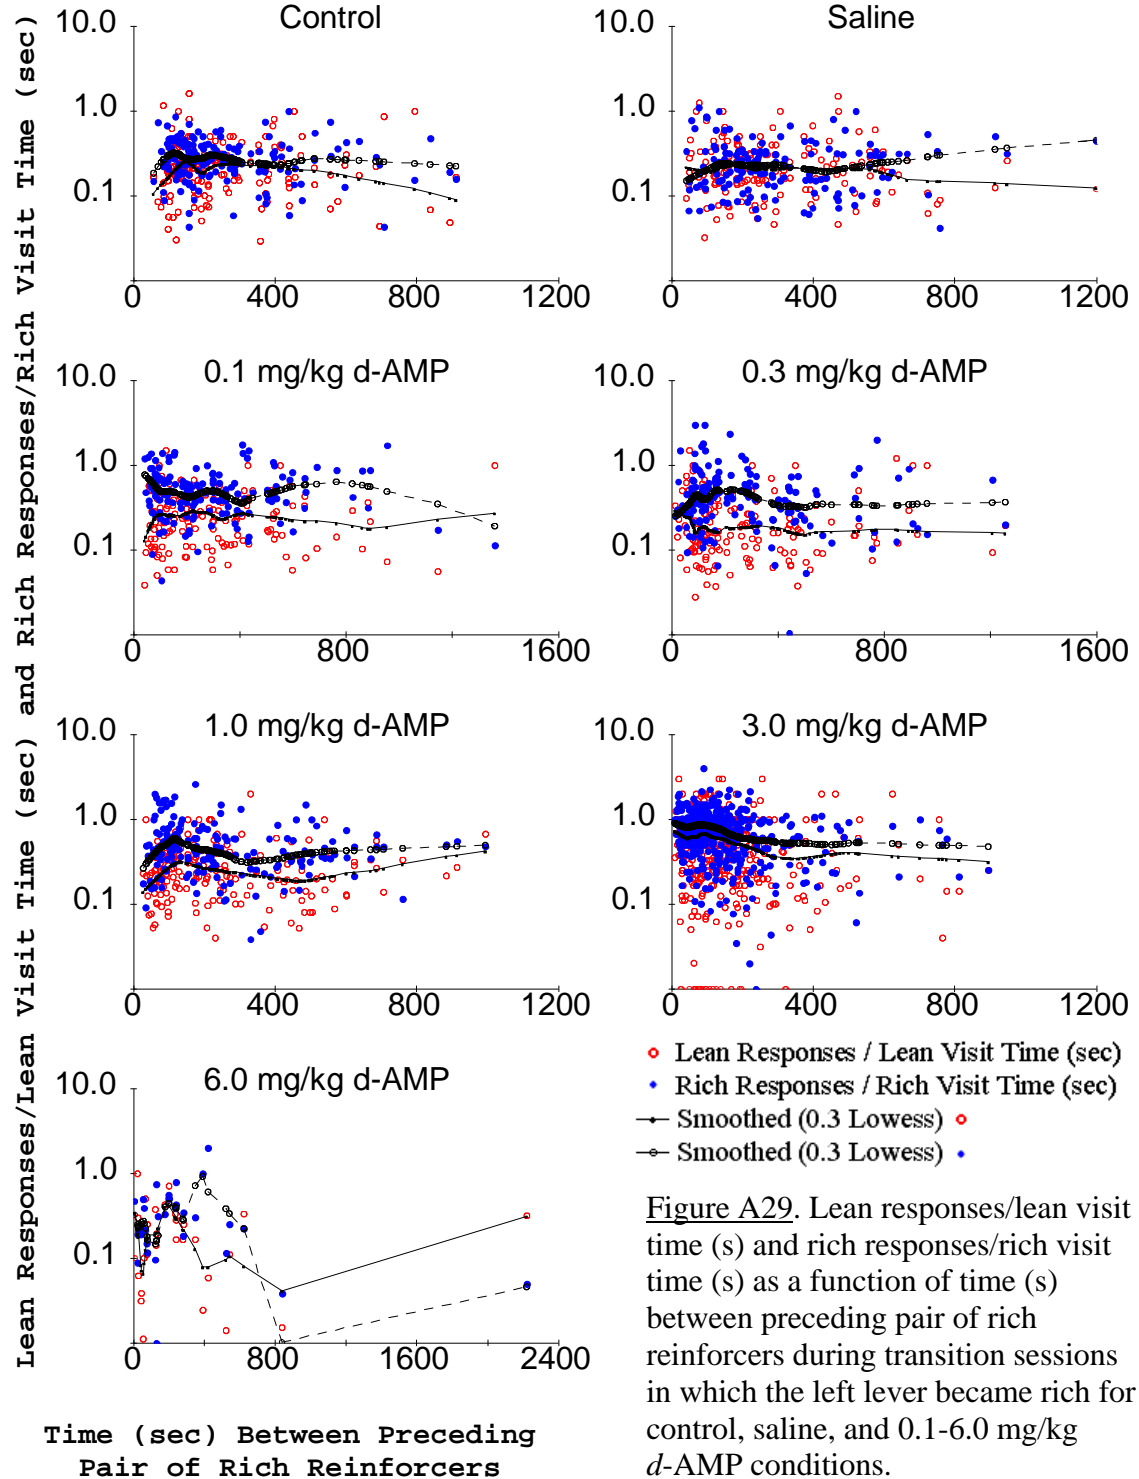 Lean Responses/Lean Visit Time (sec) and Rich Responses/Rich Visit Time (sec)
Control
10.0
1.0
0.1
0 400 800 1200
Saline
10.0
1.0
0.1
0 400 800 1200
0.1 mg/kg d-AMP
10.0
1.0
0.1
0 800 1600
0.3 mg/kg d-AMP
10.0
1.0
0.1
0 800 1600
1.0 mg/kg d-AMP
10.0
1.0
0.1
0 400 800 1200
3.0 mg/kg d-AMP
10.0
1.0
0.1
0 400 800 1200
6.0 mg/kg d-AMP
10.0
1.0
0.1
0 800 1600 2400
Time (sec) Between Preceding
Pair of Rich Reinforcers
Lean Responses / Lean Visit Time (sec)
Rich Responses / Rich Visit Time (sec)
Smoothed (0.3 Lowess)
Smoothed (0.3 Lowess)
Figure A29. Lean responses/lean visit
time (s) and rich responses/rich visit
time (s) as a function of time (s)
between preceding pair of rich
reinforcers during transition sessions
in which the left lever became rich for
control, saline, and 0.1-6.0 mg/kg
d-AMP conditions.